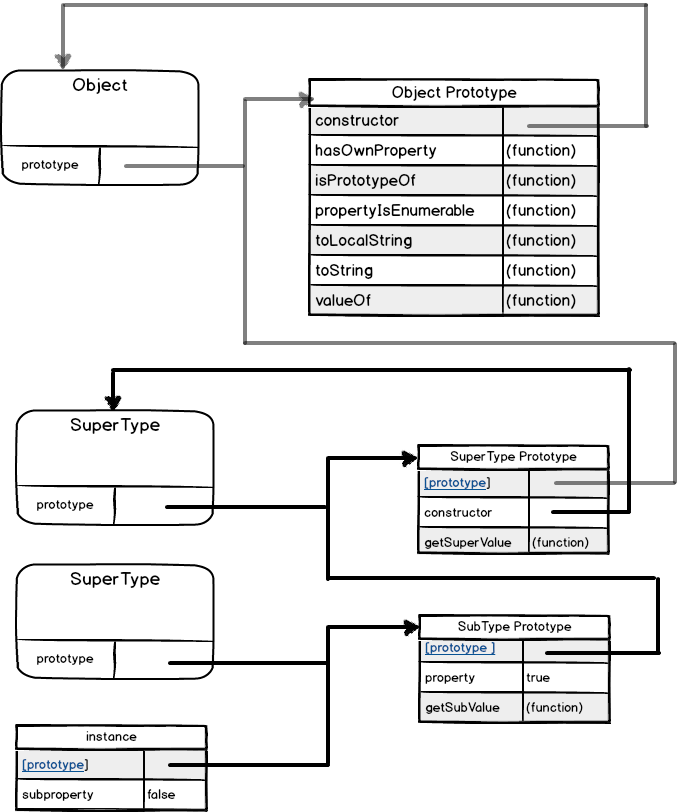 Object
prototype
Object Prototype
constructor
hasOwnProperty (function)
isPrototypeOf (function)
propertyIsEnumerable (function)
toLocalString (function)
toString (function)
valueOf (function)
SuperType
prototype
SuperType Prototype
[prototype]
constructor
getSuperValue (function)
SuperType
prototype
SubType Prototype
[prototype ]
property true
getSubValue (function)
instance
[prototype]
subproperty false